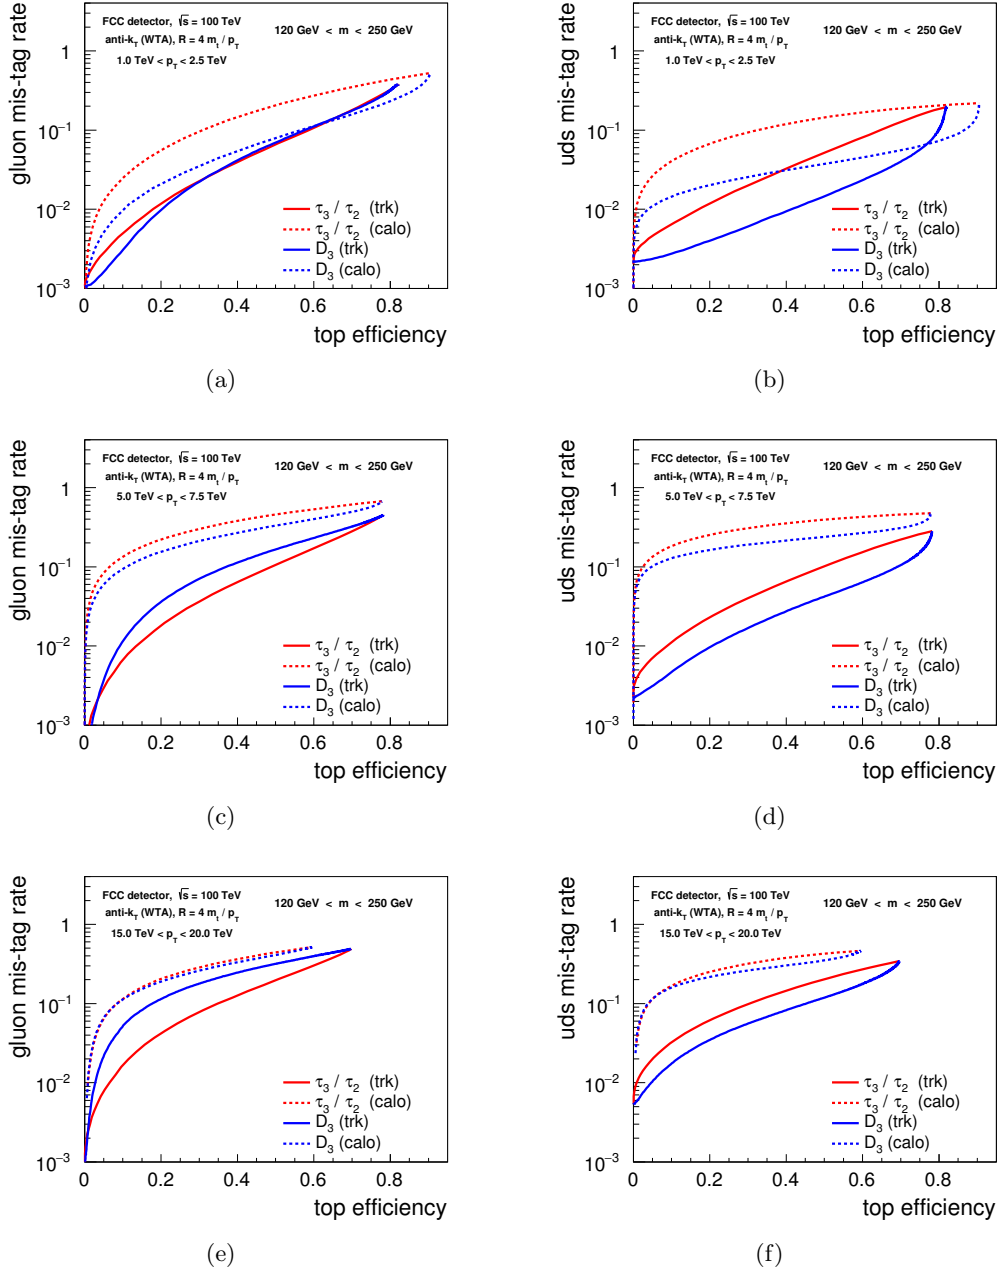 gluon mis-tag rate
FCC detector, √s = 100 TeV
anti-k_T (WTA), R = 4 m_t / p_T
1.0 TeV < p_T < 2.5 TeV
120 GeV < m < 250 GeV
1
10⁻¹
10⁻²
10⁻³
τ₃ / τ₂ (trk)
τ₃ / τ₂ (calo)
D₃ (trk)
D₃ (calo)
0 0.2 0.4 0.6 0.8
top efficiency
(a)
uds mis-tag rate
FCC detector, √s = 100 TeV
anti-k_T (WTA), R = 4 m_t / p_T
1.0 TeV < p_T < 2.5 TeV
120 GeV < m < 250 GeV
1
10⁻¹
10⁻²
10⁻³
τ₃ / τ₂ (trk)
τ₃ / τ₂ (calo)
D₃ (trk)
D₃ (calo)
0 0.2 0.4 0.6 0.8
top efficiency
(b)
gluon mis-tag rate
FCC detector, √s = 100 TeV
anti-k_T (WTA), R = 4 m_t / p_T
5.0 TeV < p_T < 7.5 TeV
120 GeV < m < 250 GeV
1
10⁻¹
10⁻²
10⁻³
τ₃ / τ₂ (trk)
τ₃ / τ₂ (calo)
D₃ (trk)
D₃ (calo)
0 0.2 0.4 0.6 0.8
top efficiency
(c)
uds mis-tag rate
FCC detector, √s = 100 TeV
anti-k_T (WTA), R = 4 m_t / p_T
5.0 TeV < p_T < 7.5 TeV
120 GeV < m < 250 GeV
1
10⁻¹
10⁻²
10⁻³
τ₃ / τ₂ (trk)
τ₃ / τ₂ (calo)
D₃ (trk)
D₃ (calo)
0 0.2 0.4 0.6 0.8
top efficiency
(d)
gluon mis-tag rate
FCC detector, √s = 100 TeV
anti-k_T (WTA), R = 4 m_t / p_T
15.0 TeV < p_T < 20.0 TeV
120 GeV < m < 250 GeV
1
10⁻¹
10⁻²
10⁻³
τ₃ / τ₂ (trk)
τ₃ / τ₂ (calo)
D₃ (trk)
D₃ (calo)
0 0.2 0.4 0.6 0.8
top efficiency
(e)
uds mis-tag rate
FCC detector, √s = 100 TeV
anti-k_T (WTA), R = 4 m_t / p_T
15.0 TeV < p_T < 20.0 TeV
120 GeV < m < 250 GeV
1
10⁻¹
10⁻²
10⁻³
τ₃ / τ₂ (trk)
τ₃ / τ₂ (calo)
D₃ (trk)
D₃ (calo)
0 0.2 0.4 0.6 0.8
top efficiency
(f)